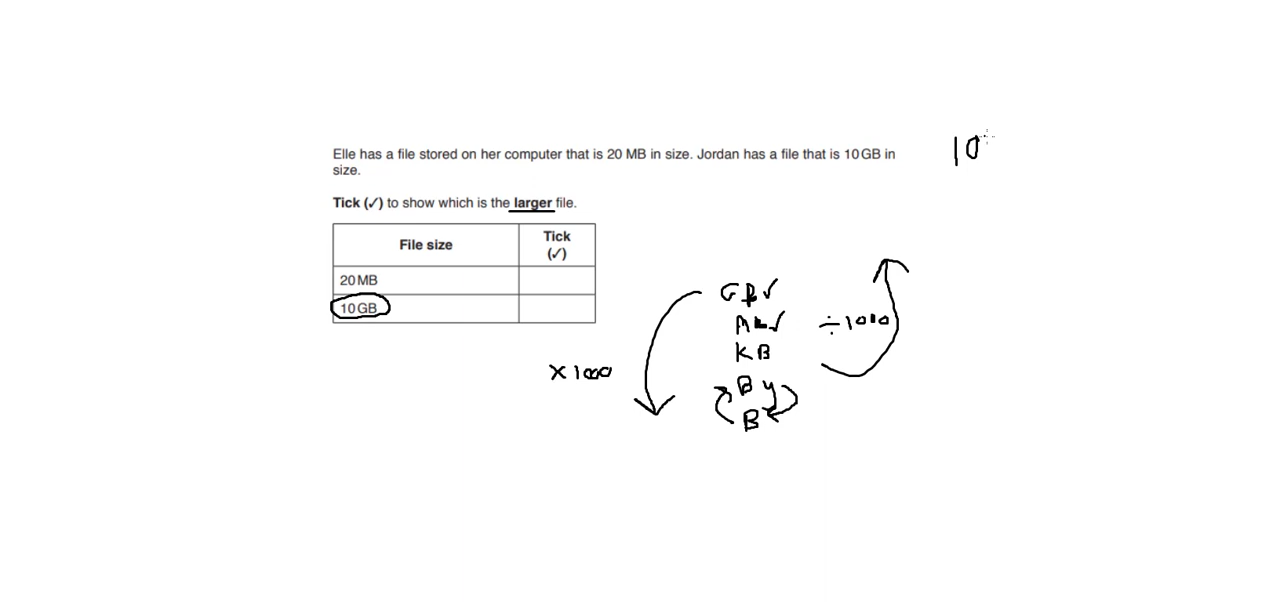 Elle has a file stored on her computer that is 20 MB in size. Jordan has a file that is 10 GB in
size.
Tick (✓) to show which is the larger file.
File size
Tick
(✓)
20 MB
10 GB
10
✓
✓
KB
By
B
÷1000
×1000